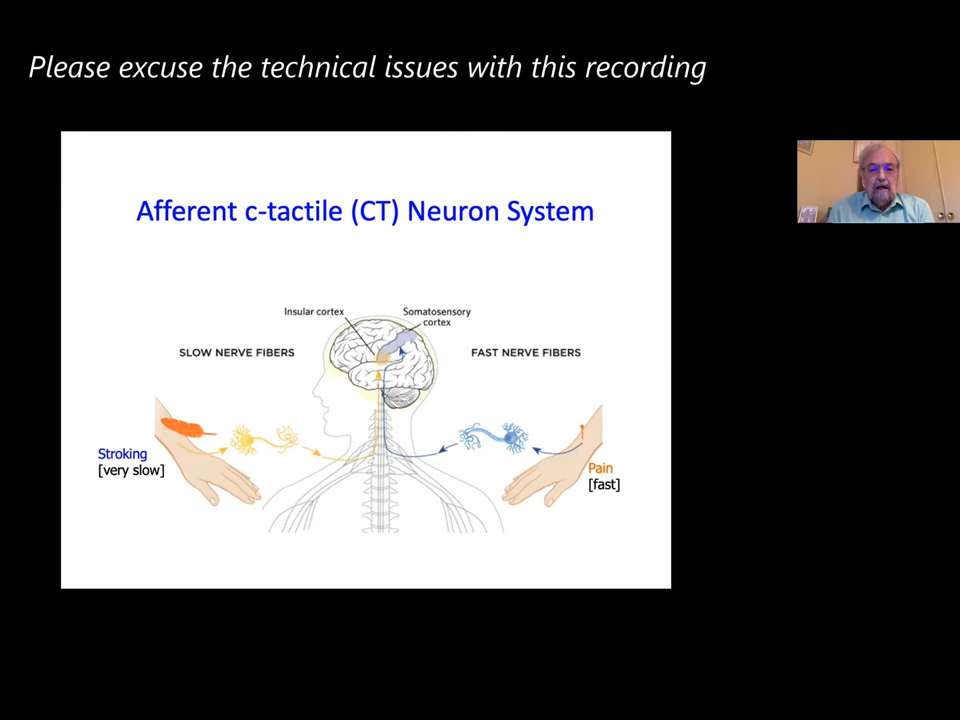 Please excuse the technical issues with this recording
Afferent c-tactile (CT) Neuron System
Insular cortex
Somatosensory
cortex
SLOW NERVE FIBERS
FAST NERVE FIBERS
Stroking
[very slow]
Pain
[fast]